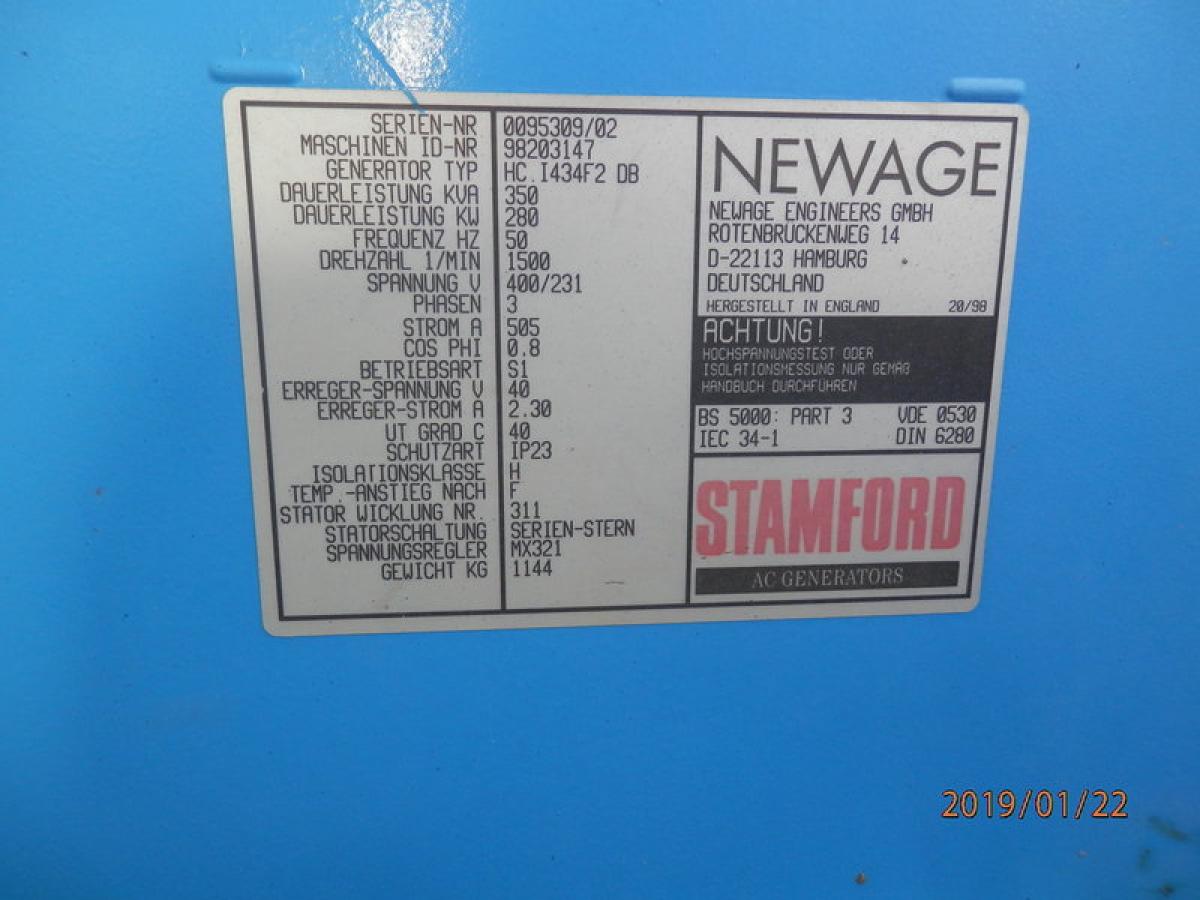 SERIEN-NR 0095309/02
MASCHINEN ID-NR 98203147
GENERATOR TYP HC.I434F2 DB
DAUERLEISTUNG KVA 350
DAUERLEISTUNG KW 280
FREQUENZ HZ 50
DREHZAHL 1/MIN 1500
SPANNUNG V 400/231
PHASEN 3
STROM A 505
COS PHI 0.8
BETRIEBSART S1
ERREGER-SPANNUNG V 40
ERREGER-STROM A 2.30
UT GRAD C 40
SCHUTZART IP23
ISOLATIONSKLASSE H
TEMP.-ANSTIEG NACH F
STATOR WICKLUNG NR. 311
STATORSCHALTUNG SERIEN-STERN
SPANNUNGSREGLER MX321
GEWICHT KG 1144
NEWAGE
NEWAGE ENGINEERS GMBH
ROTENBRUCKENWEG 14
D-22113 HAMBURG
DEUTSCHLAND
HERGESTELLT IN ENGLAND 20/98
ACHTUNG!
HOCHSPANNUNGSTEST ODER
ISOLATIONSMESSUNG NUR GEMÄß
HANDBUCH DURCHFÜHREN
BS 5000: PART 3 VDE 0530
IEC 34-1 DIN 6280
STAMFORD
AC GENERATORS
2019/01/22